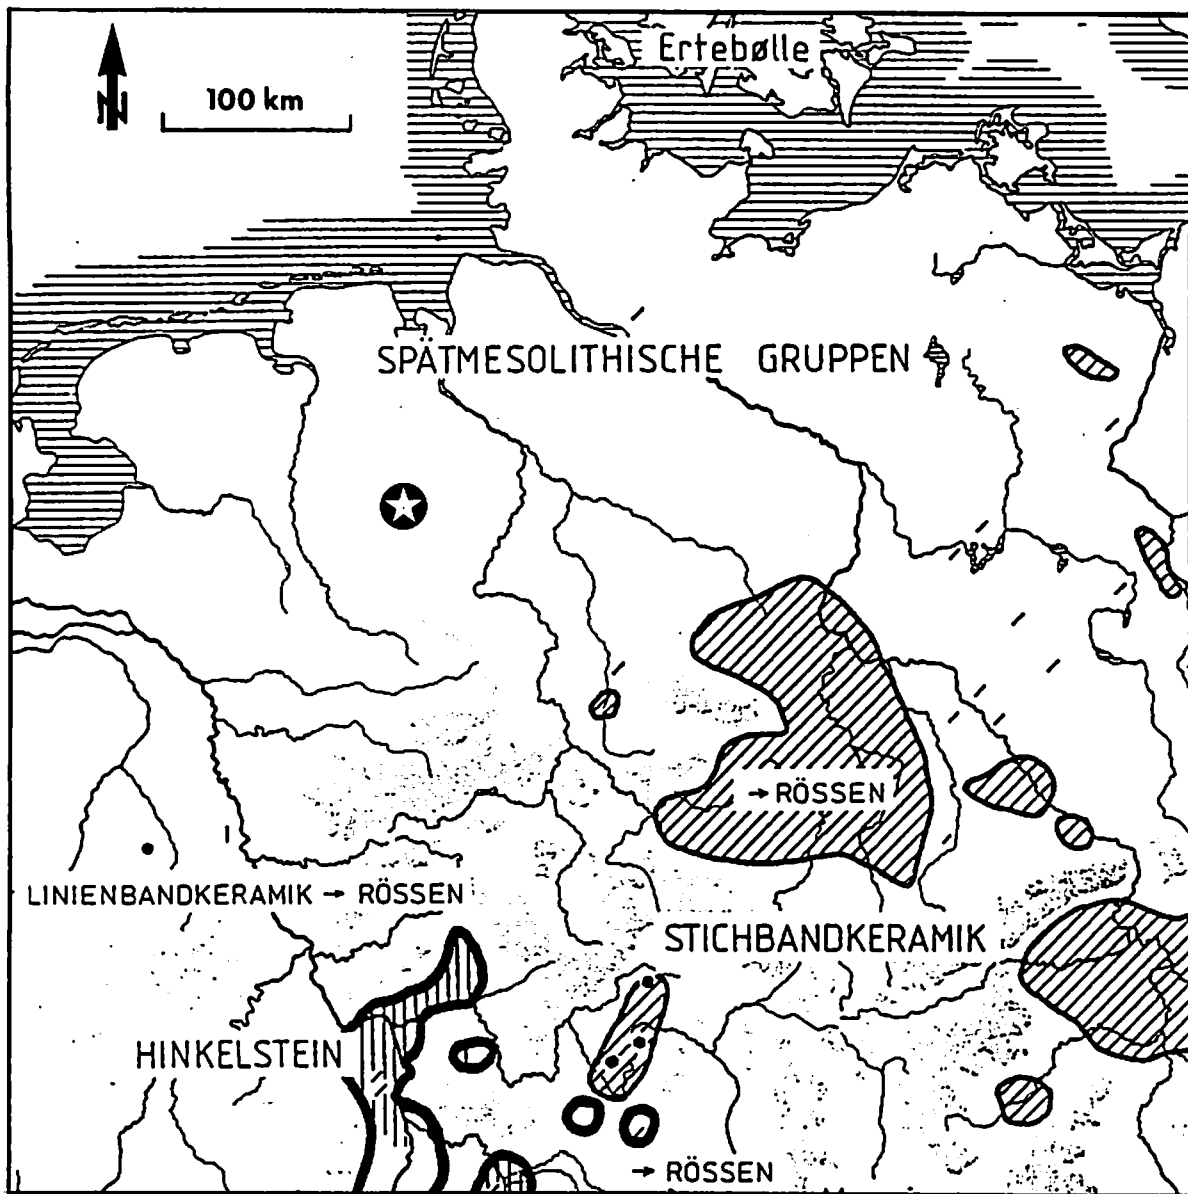 Ertebølle
N
100 km
SPÄTMESOLITHISCHE GRUPPEN
→ RÖSSEN
LINIENBANDKERAMIK → RÖSSEN
STICHBANDKERAMIK
HINKELSTEIN
→ RÖSSEN